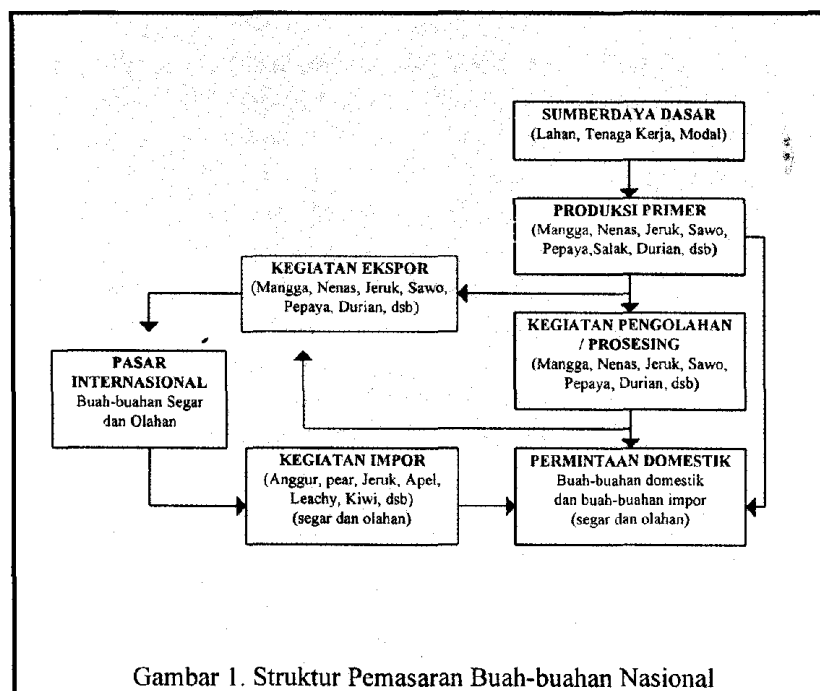 SUMBERDAYA DASAR
(Lahan, Tenaga Kerja, Modal)
PRODUKSI PRIMER
(Mangga, Nenas, Jeruk, Sawo,
Pepaya,Salak, Durian, dsb)
KEGIATAN EKSPOR
(Mangga, Nenas, Jeruk, Sawo,
Pepaya, Durian, dsb)
KEGIATAN PENGOLAHAN
/ PROSESING
(Mangga, Nenas, Jeruk, Sawo,
Pepaya, Durian, dsb)
PASAR
INTERNASIONAL
Buah-buahan Segar
dan Olahan
KEGIATAN IMPOR
(Anggur, pear, Jeruk, Apel,
Leachy, Kiwi, dsb)
(segar dan olahan)
PERMINTAAN DOMESTIK
Buah-buahan domestik
dan buah-buahan impor
(segar dan olahan)
Gambar 1. Struktur Pemasaran Buah-buahan Nasional